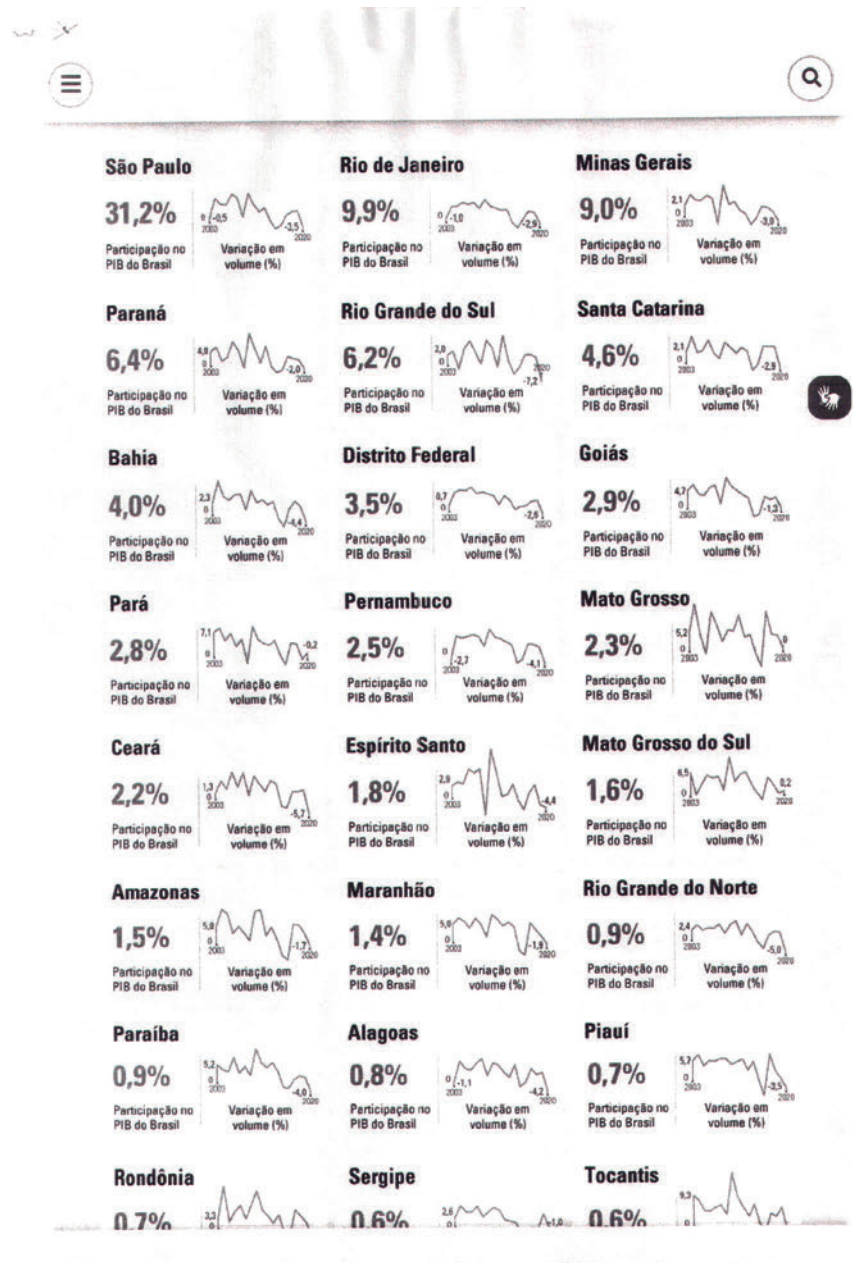 São Paulo
31,2%
Participação no
PIB do Brasil
0
-0,5
2003
-3,5
2020
Variação em
volume (%)
Rio de Janeiro
9,9%
Participação no
PIB do Brasil
0
-1,0
2003
-2,9
2020
Variação em
volume (%)
Minas Gerais
9,0%
Participação no
PIB do Brasil
2,1
0
2003
2020
Variação em
volume (%)
Paraná
6,4%
Participação no
PIB do Brasil
0
2003
-2,0
2020
Variação em
volume (%)
Rio Grande do Sul
6,2%
Participação no
PIB do Brasil
2,0
0
2003
-7,2
2020
Variação em
volume (%)
Santa Catarina
4,6%
Participação no
PIB do Brasil
2,1
0
2003
-2,9
2020
Variação em
volume (%)
Bahia
4,0%
Participação no
PIB do Brasil
2,3
0
2003
-4,4
2020
Variação em
volume (%)
Distrito Federal
3,5%
Participação no
PIB do Brasil
0,7
0
2003
-2,6
2020
Variação em
volume (%)
Goiás
2,9%
Participação no
PIB do Brasil
4,2
0
2003
-1,3
2020
Variação em
volume (%)
Pará
2,8%
Participação no
PIB do Brasil
7,1
0
2003
-0,2
2020
Variação em
volume (%)
Pernambuco
2,5%
Participação no
PIB do Brasil
0
-2,7
2003
-4,1
2020
Variação em
volume (%)
Mato Grosso
2,3%
Participação no
PIB do Brasil
5,2
0
2003
0
2020
Variação em
volume (%)
Ceará
2,2%
Participação no
PIB do Brasil
1,3
0
2003
-5,7
2020
Variação em
volume (%)
Espírito Santo
1,8%
Participação no
PIB do Brasil
2,9
0
2003
-4,4
2020
Variação em
volume (%)
Mato Grosso do Sul
1,6%
Participação no
PIB do Brasil
6,5
0
2003
0,2
2020
Variação em
volume (%)
Amazonas
1,5%
Participação no
PIB do Brasil
5,0
0
2003
-1,7
2020
Variação em
volume (%)
Maranhão
1,4%
Participação no
PIB do Brasil
5,0
0
2003
-1,9
2020
Variação em
volume (%)
Rio Grande do Norte
0,9%
Participação no
PIB do Brasil
2,4
0
2003
-5,0
2020
Variação em
volume (%)
Paraíba
0,9%
Participação no
PIB do Brasil
5,2
0
2003
-4,0
2020
Variação em
volume (%)
Alagoas
0,8%
Participação no
PIB do Brasil
0
-1,1
2003
-4,2
2020
Variação em
volume (%)
Piauí
0,7%
Participação no
PIB do Brasil
5,7
0
2003
-3,5
2020
Variação em
volume (%)
Rondônia
0,7%
3,3
Sergipe
0,6%
2,6
-1,0
Tocantis
0,6%
9,3
0